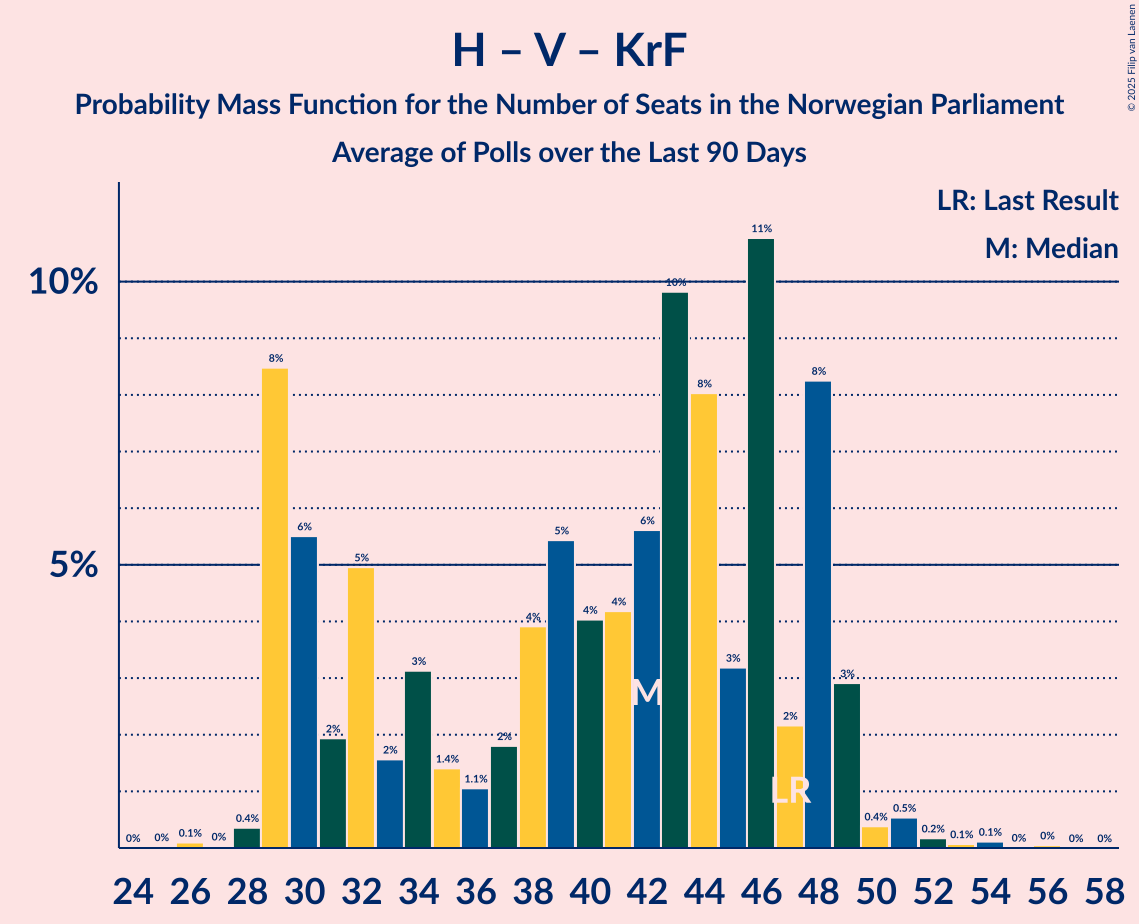 H – V – KrF
Probability Mass Function for the Number of Seats in the Norwegian Parliament
Average of Polls over the Last 90 Days
© 2025 Filip van Laenen
LR: Last Result
M: Median
10%
5%
0% 0% 0.1% 0% 0.4% 8% 6% 2% 5% 2% 3% 1.4% 1.1% 2% 4% 5% 4% 4% 6% 10% 8% 3% 11% 2% 8% 3% 0.4% 0.5% 0.2% 0.1% 0.1% 0% 0% 0% 0%
M
LR
24 26 28 30 32 34 36 38 40 42 44 46 48 50 52 54 56 58